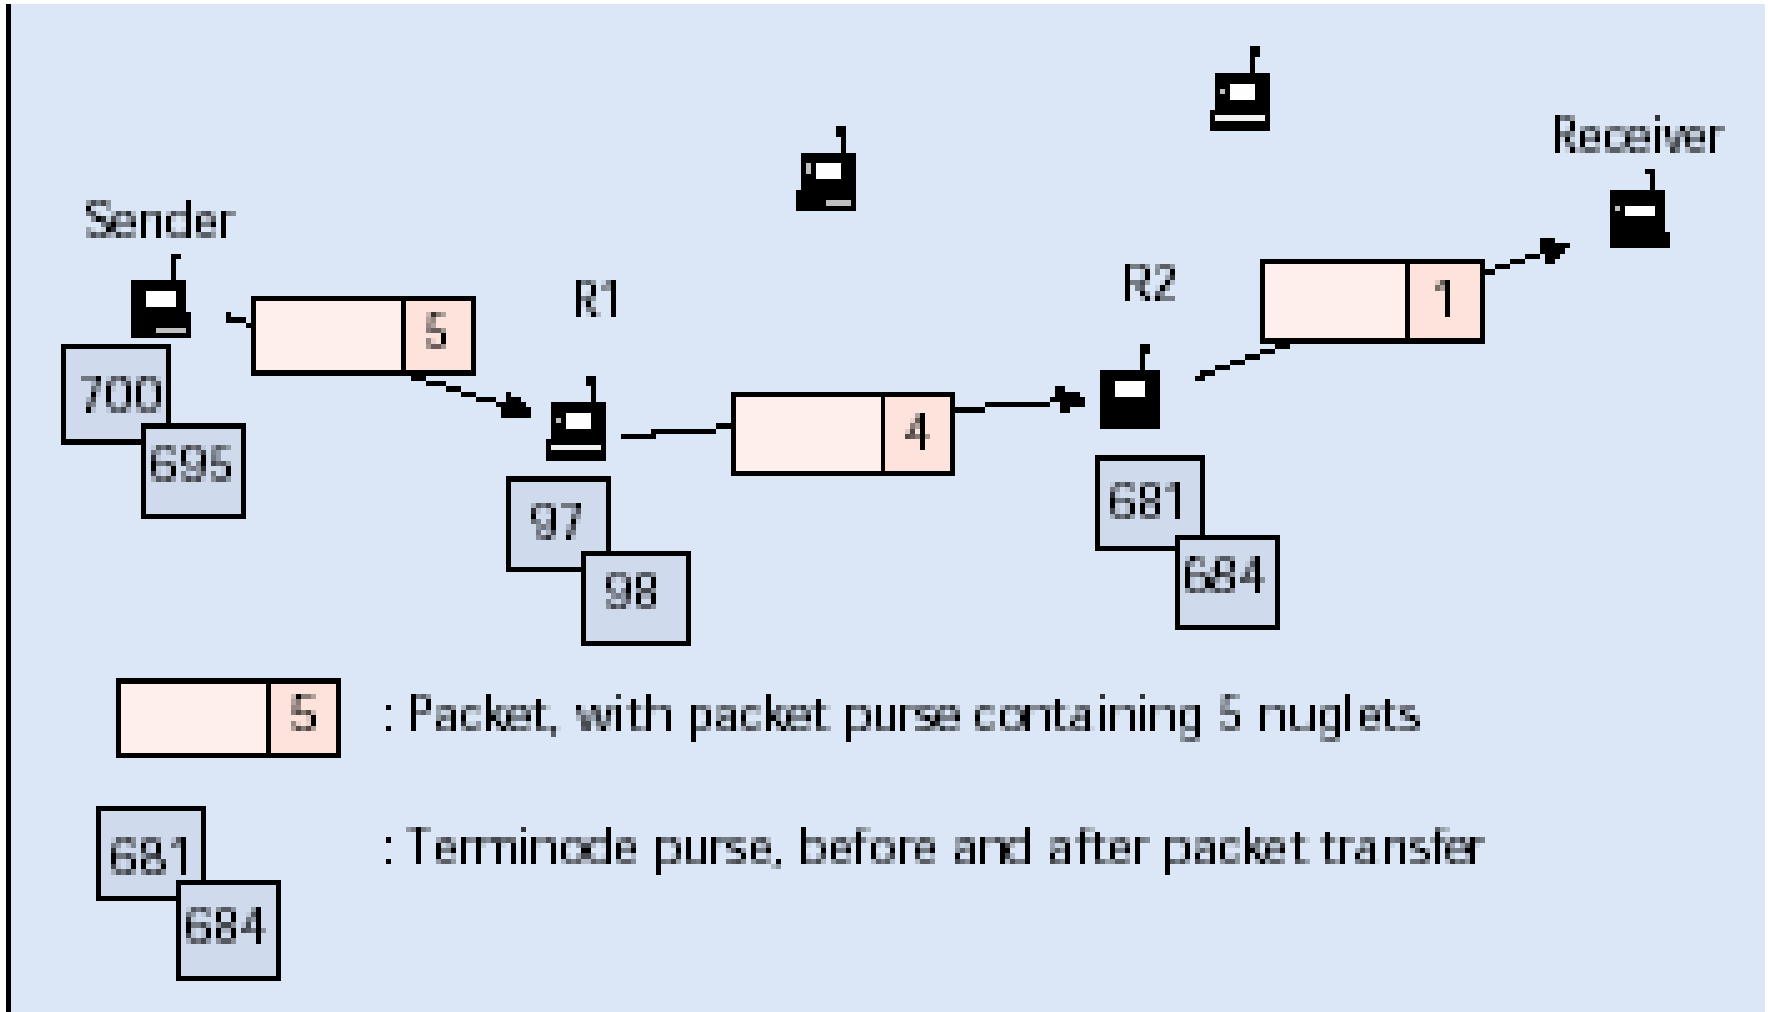 Receiver
Sender
R1
R2
5
1
700
695
4
97
98
681
684
5 : Packet, with packet purse containing 5 nuglets
681
684
: Terminode purse, before and after packet transfer